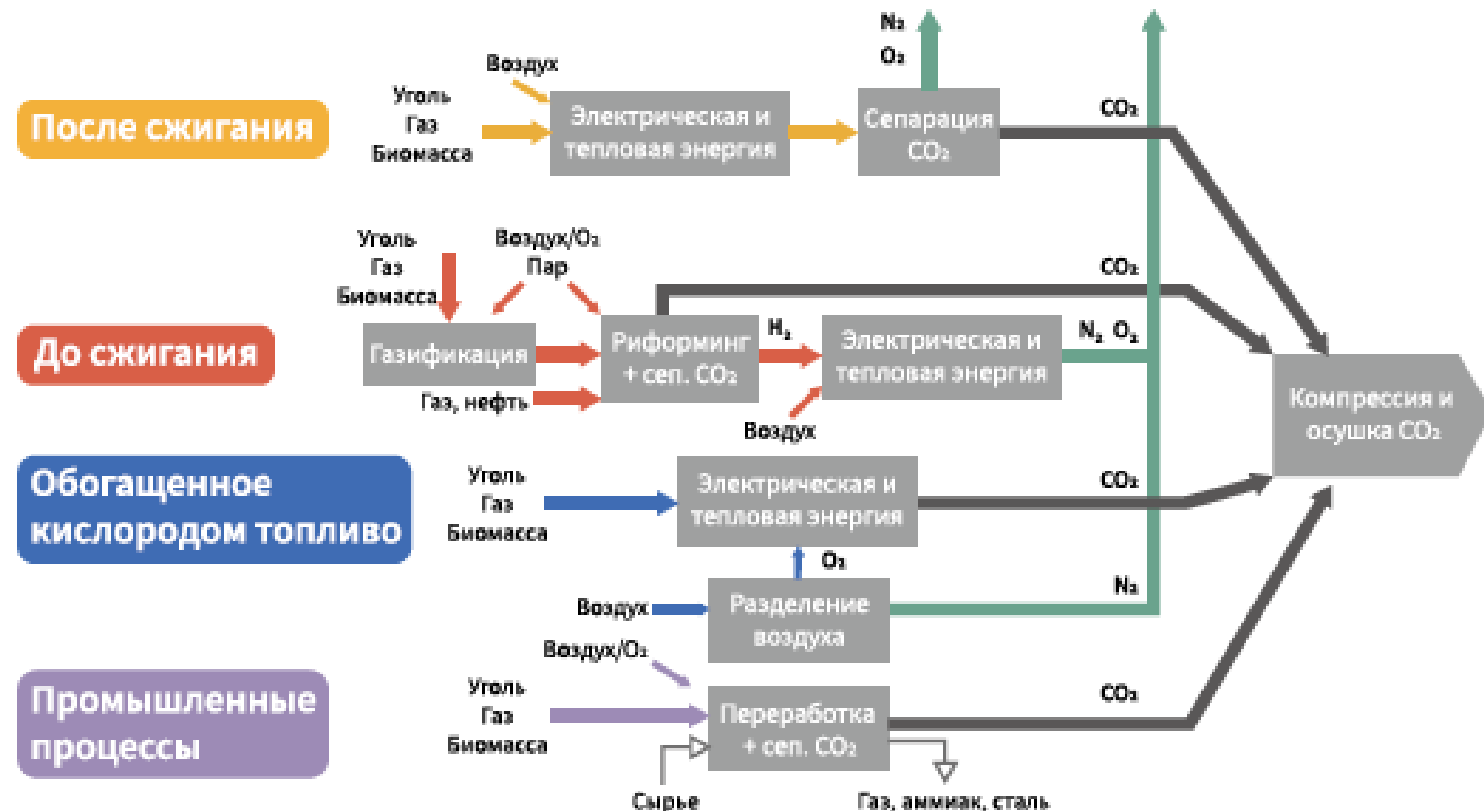 После сжигания
Воздух
Уголь
Газ
Биомасса
Электрическая и
тепловая энергия
Сепарация
CO₂
N₂
O₂
CO₂
До сжигания
Уголь
Газ
Биомасса
Воздух/O₂
Пар
Газификация
Газ, нефть
Риформинг
+ сеп. CO₂
H₂
Воздух
Электрическая и
тепловая энергия
CO₂
N₂ O₂
Компрессия и
осушка CO₂
Обогащенное
кислородом топливо
Уголь
Газ
Биомасса
Электрическая и
тепловая энергия
CO₂
O₂
Воздух
Разделение
воздуха
N₂
Промышленные
процессы
Воздух/O₂
Уголь
Газ
Биомасса
Переработка
+ сеп. CO₂
CO₂
Сырье
Газ, аммиак, сталь